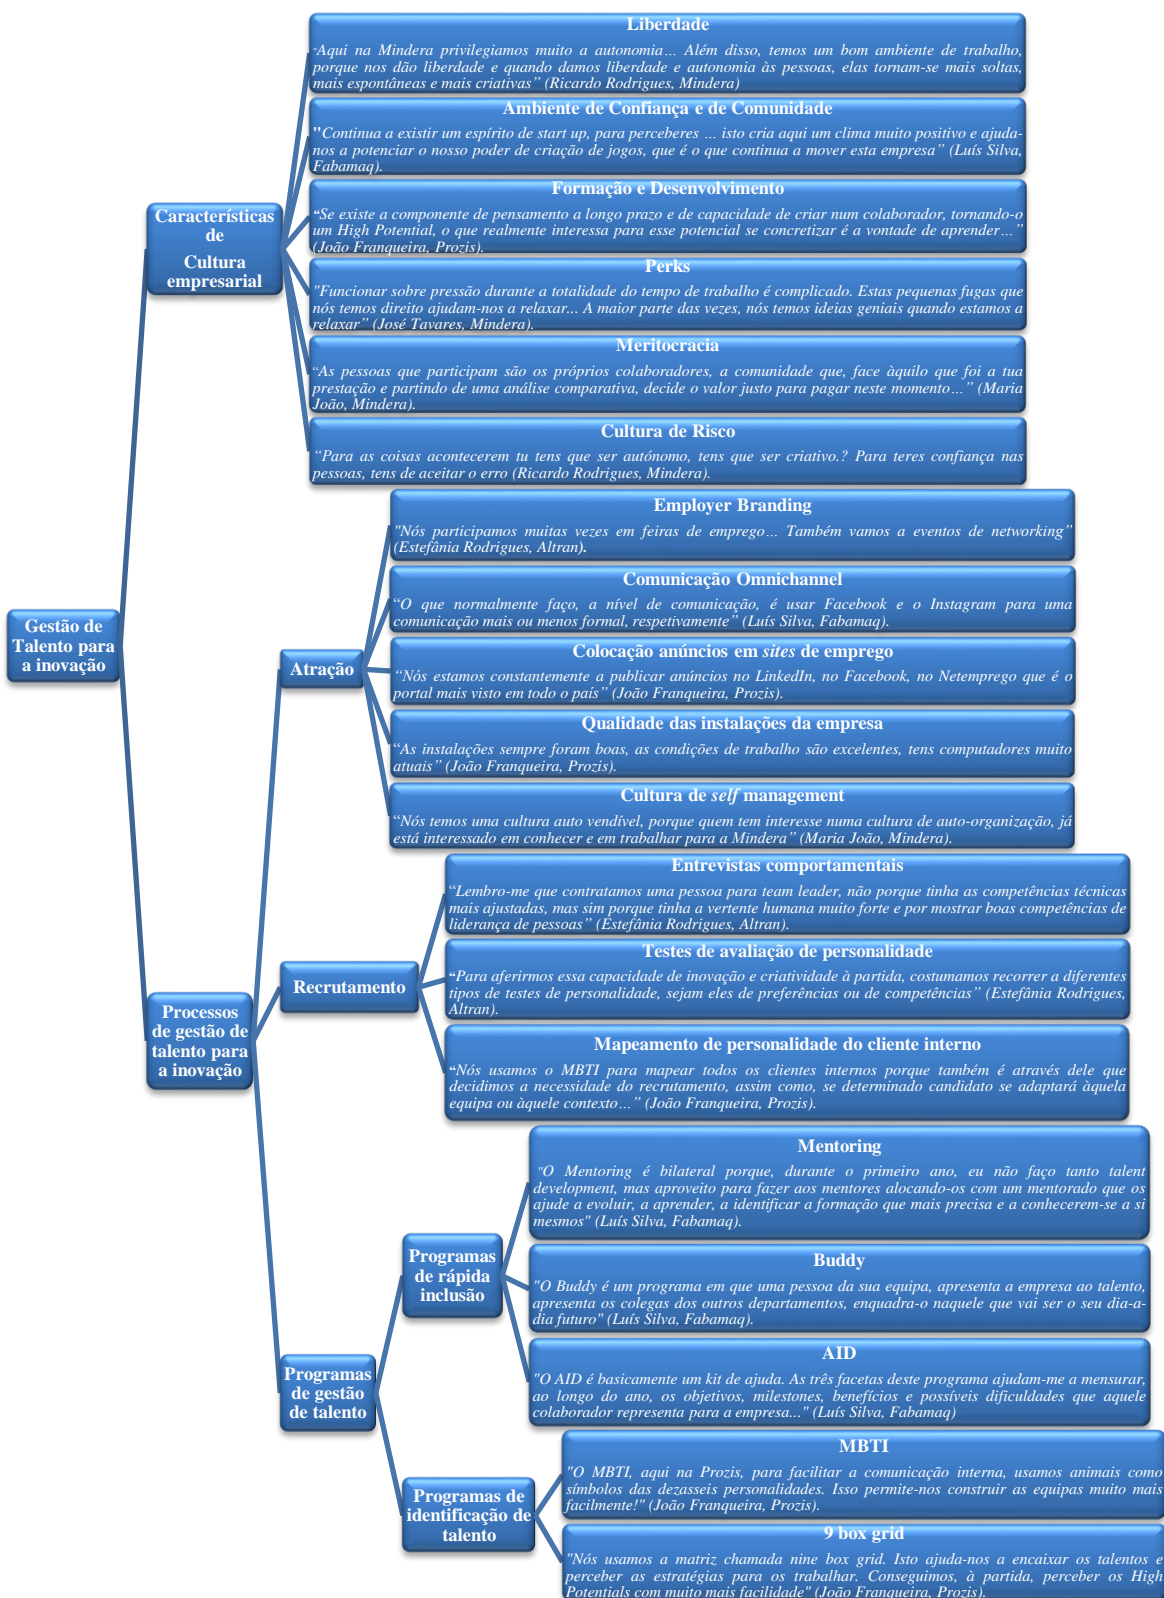 Liberdade
"Aqui na Mindera privilegiamos muito a autonomia… Além disso, temos um bom ambiente de trabalho,
porque nos dão liberdade e quando damos liberdade e autonomia às pessoas, elas tornam-se mais soltas,
mais espontâneas e mais criativas” (Ricardo Rodrigues, Mindera)
Ambiente de Confiança e de Comunidade
"Continua a existir um espírito de start up, para perceberes … isto cria aqui um clima muito positivo e ajuda-
nos a potenciar o nosso poder de criação de jogos, que é o que continua a mover esta empresa” (Luís Silva,
Fabamaq).
Formação e Desenvolvimento
“Se existe a componente de pensamento a longo prazo e de capacidade de criar num colaborador, tornando-o
um High Potential, o que realmente interessa para esse potencial se concretizar é a vontade de aprender…”
(João Franqueira, Prozis).
Características
de
Cultura
empresarial
Perks
"Funcionar sobre pressão durante a totalidade do tempo de trabalho é complicado. Estas pequenas fugas que
nós temos direito ajudam-nos a relaxar... A maior parte das vezes, nós temos ideias geniais quando estamos a
relaxar” (José Tavares, Mindera).
Meritocracia
“As pessoas que participam são os próprios colaboradores, a comunidade que, face àquilo que foi a tua
prestação e partindo de uma análise comparativa, decide o valor justo para pagar neste momento…” (Maria
João, Mindera).
Cultura de Risco
“Para as coisas acontecerem tu tens que ser autónomo, tens que ser criativo.? Para teres confiança nas
pessoas, tens de aceitar o erro (Ricardo Rodrigues, Mindera).
Employer Branding
"Nós participamos muitas vezes em feiras de emprego… Também vamos a eventos de networking”
(Estefânia Rodrigues, Altran).
Comunicação Omnichannel
“O que normalmente faço, a nível de comunicação, é usar Facebook e o Instagram para uma
comunicação mais ou menos formal, respetivamente” (Luís Silva, Fabamaq).
Gestão de
Talento para
a inovação
Atração
Colocação anúncios em sites de emprego
“Nós estamos constantemente a publicar anúncios no LinkedIn, no Facebook, no Netemprego que é o
portal mais visto em todo o país” (João Franqueira, Prozis).
Qualidade das instalações da empresa
“As instalações sempre foram boas, as condições de trabalho são excelentes, tens computadores muito
atuais” (João Franqueira, Prozis).
Cultura de self management
“Nós temos uma cultura auto vendível, porque quem tem interesse numa cultura de auto-organização, já
está interessado em conhecer e em trabalhar para a Mindera” (Maria João, Mindera).
Entrevistas comportamentais
“Lembro-me que contratamos uma pessoa para team leader, não porque tinha as competências técnicas
mais ajustadas, mas sim porque tinha a vertente humana muito forte e por mostrar boas competências de
liderança de pessoas” (Estefânia Rodrigues, Altran).
Recrutamento
Testes de avaliação de personalidade
“Para aferirmos essa capacidade de inovação e criatividade à partida, costumamos recorrer a diferentes
tipos de testes de personalidade, sejam eles de preferências ou de competências” (Estefânia Rodrigues,
Altran).
Processos
de gestão de
talento para
a inovação
Mapeamento de personalidade do cliente interno
“Nós usamos o MBTI para mapear todos os clientes internos porque também é através dele que
decidimos a necessidade do recrutamento, assim como, se determinado candidato se adaptará àquela
equipa ou àquele contexto…” (João Franqueira, Prozis).
Mentoring
"O Mentoring é bilateral porque, durante o primeiro ano, eu não faço tanto talent
development, mas aproveito para fazer aos mentores alocando-os com um mentorado que os
ajude a evoluir, a aprender, a identificar a formação que mais precisa e a conhecerem-se a si
mesmos" (Luís Silva, Fabamaq).
Programas
de rápida
inclusão
Buddy
"O Buddy é um programa em que uma pessoa da sua equipa, apresenta a empresa ao talento,
apresenta os colegas dos outros departamentos, enquadra-o naquele que vai ser o seu dia-a-
dia futuro" (Luís Silva, Fabamaq).
AID
"O AID é basicamente um kit de ajuda. As três facetas deste programa ajudam-me a mensurar,
ao longo do ano, os objetivos, milestones, benefícios e possíveis dificuldades que aquele
colaborador representa para a empresa..." (Luís Silva, Fabamaq)
Programas
de gestão
de talento
MBTI
"O MBTI, aqui na Prozis, para facilitar a comunicação interna, usamos animais como
símbolos das dezasseis personalidades. Isso permite-nos construir as equipas muito mais
facilmente!" (João Franqueira, Prozis).
Programas de
identificação de
talento
9 box grid
"Nós usamos a matriz chamada nine box grid. Isto ajuda-nos a encaixar os talentos e
perceber as estratégias para os trabalhar. Conseguimos, à partida, perceber os High
Potentials com muito mais facilidade" (João Franqueira, Prozis).